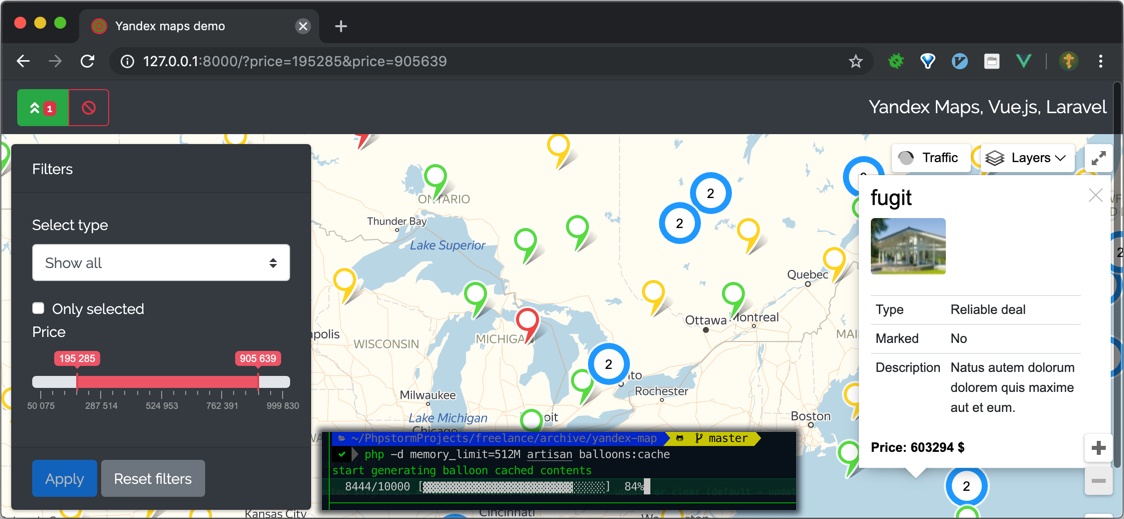 Yandex maps demo
127.0.0.1:8000/?price=195285&price=905639
1
Yandex Maps, Vue.js, Laravel
Filters
Select type
Show all
Only selected
Price
195 285
905 639
50 075
287 514
524 953
762 391
999 830
Apply
Reset filters
Traffic
Layers
ONTARIO
Thunder Bay
Lake Superior
2
2
Quebec
Ottawa
Montreal
WISCONSIN
2
Rochester
Milwaukee
Lake Michigan
Boston
Kansas City
Cincinnati
2
fugit
Type Reliable deal
Marked No
Description Natus autem dolorum
dolorem quis maxime
aut et eum.
Price: 603294 $
~/PhpstormProjects/freelance/archive/yandex-map master
php -d memory_limit=512M artisan balloons:cache
start generating balloon cached contents
8444/10000 [ ] 84%